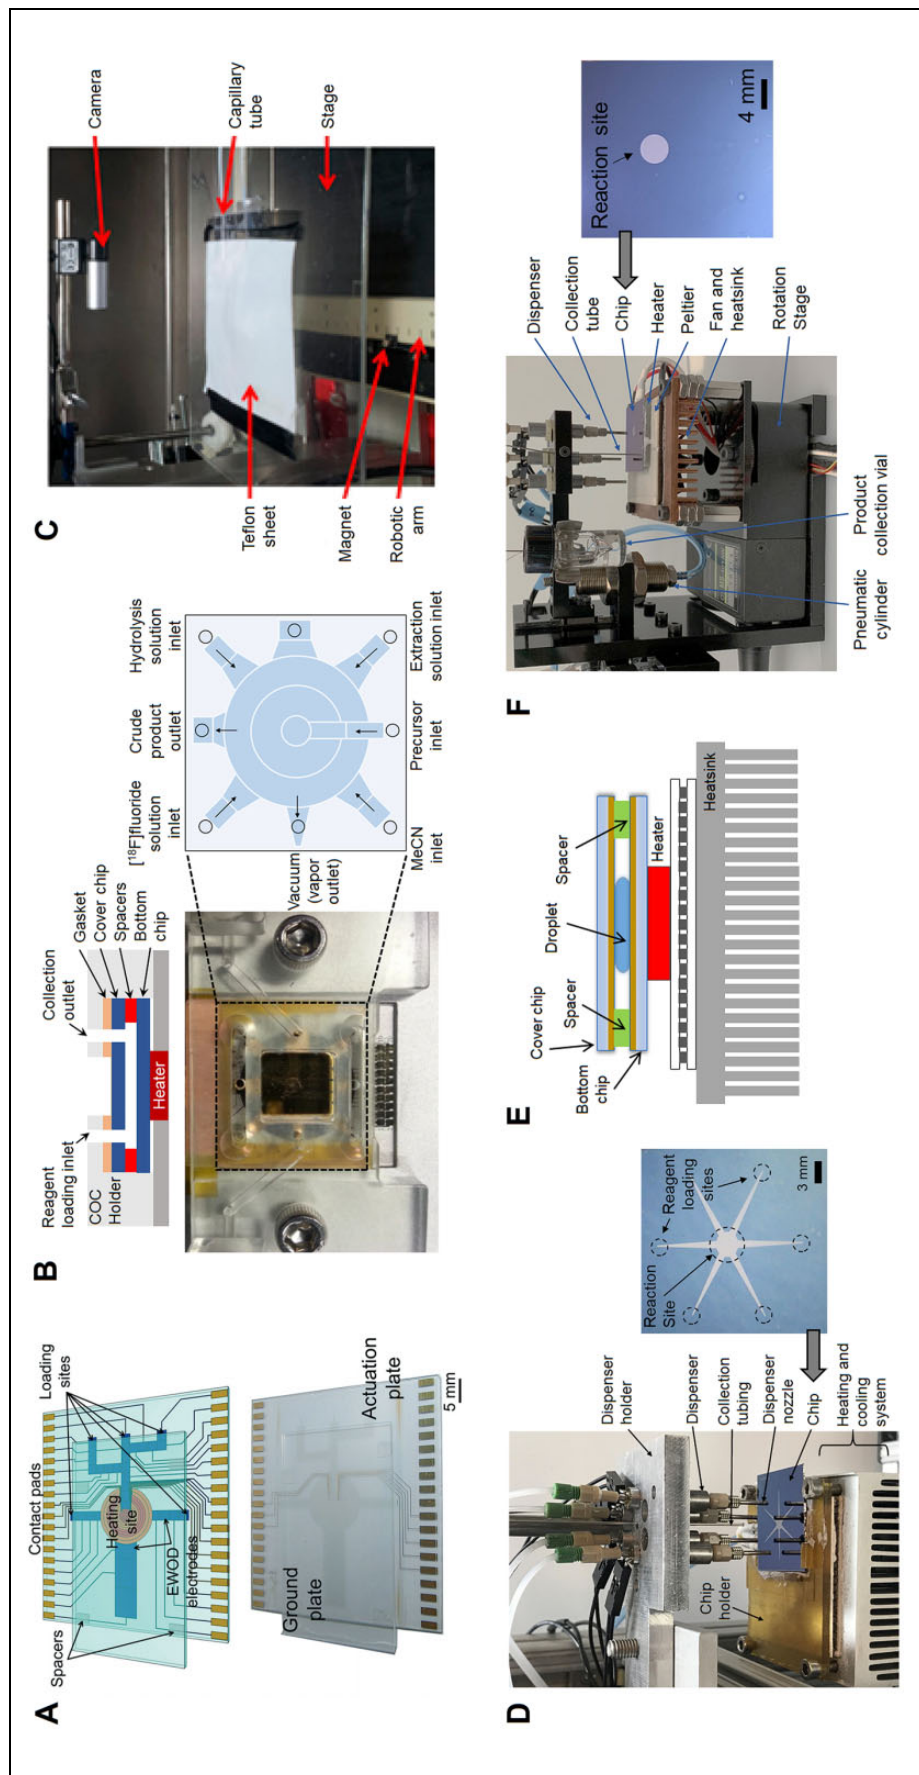 A
Spacers
Contact pads
Loading
sites
Heating
site
EWOD
electrodes
Ground
plate
Actuation
plate
5 mm
B
Reagent
loading inlet
Collection
outlet
COC
Holder
Gasket
Cover chip
Spacers
Bottom
chip
Heater
[¹⁸F]fluoride
solution
inlet
Crude
product
outlet
Hydrolysis
solution
inlet
Vacuum
(vapor
outlet)
MeCN
inlet
Precursor
inlet
Extraction
solution inlet
C
Camera
Capillary
tube
Stage
Teflon
sheet
Magnet
Robotic
arm
D
Dispenser
holder
Chip
holder
Dispenser
Collection
tubing
Dispenser
nozzle
Chip
Heating and
cooling
system
Reaction
Site
Reagent
loading
sites
3 mm
E
Cover chip
Spacer
Droplet
Spacer
Bottom
chip
Heater
Heatsink
F
Dispenser
Collection
tube
Chip
Heater
Peltier
Fan and
heatsink
Rotation
Stage
Pneumatic
cylinder
Product
collection vial
Reaction site
4 mm